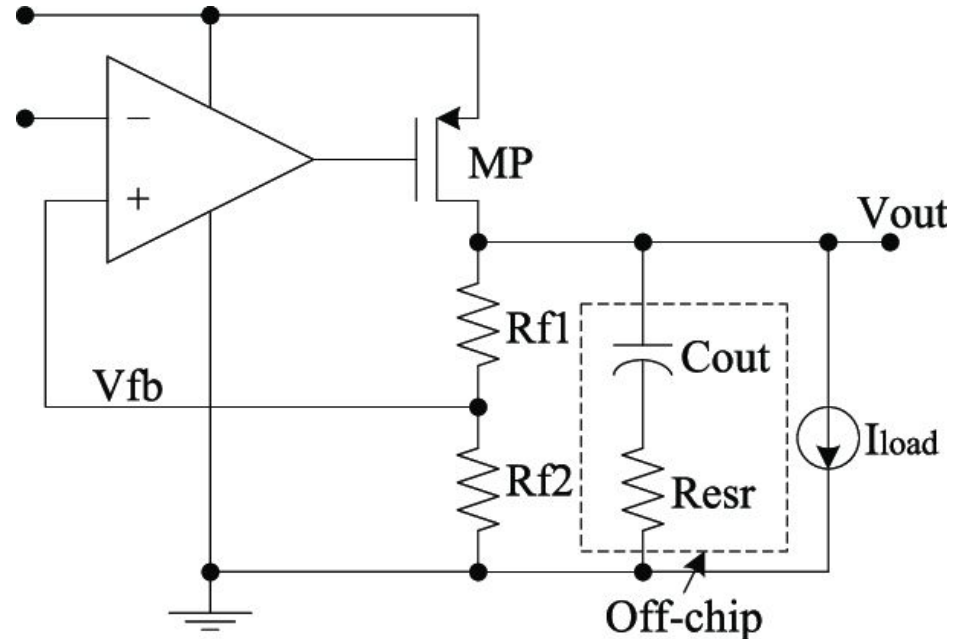 −
+
MP
Vout
Rf1
Cout
Vfb
Iload
Rf2
Resr
Off-chip